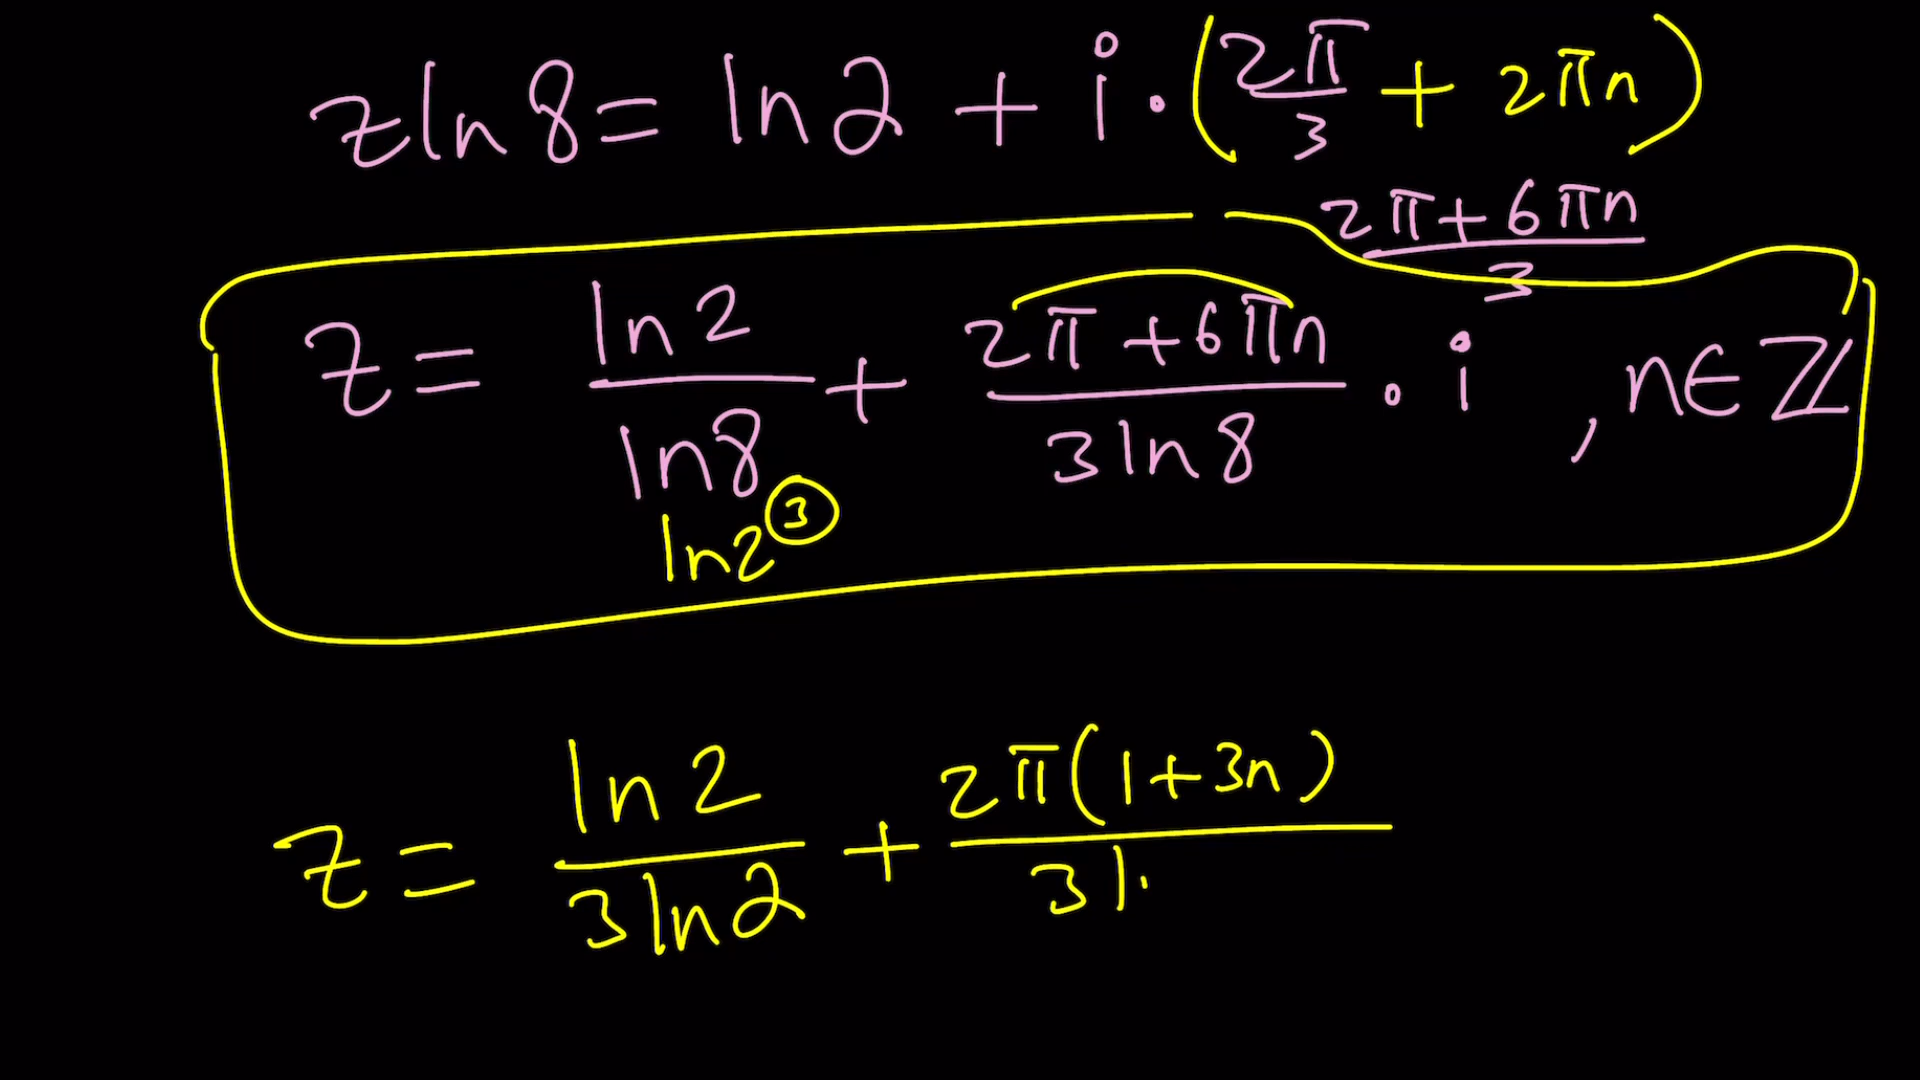 z ln 8 = ln 2 + i · (2π/3 + 2πn)
2π + 6πn / 3
z = ln 2 / ln 8 + 2π + 6πn / 3 ln 8 · i , n ∈ ℤ
ln 2^3
z = ln 2 / 3 ln 2 + 2π(1 + 3n) / 3 l